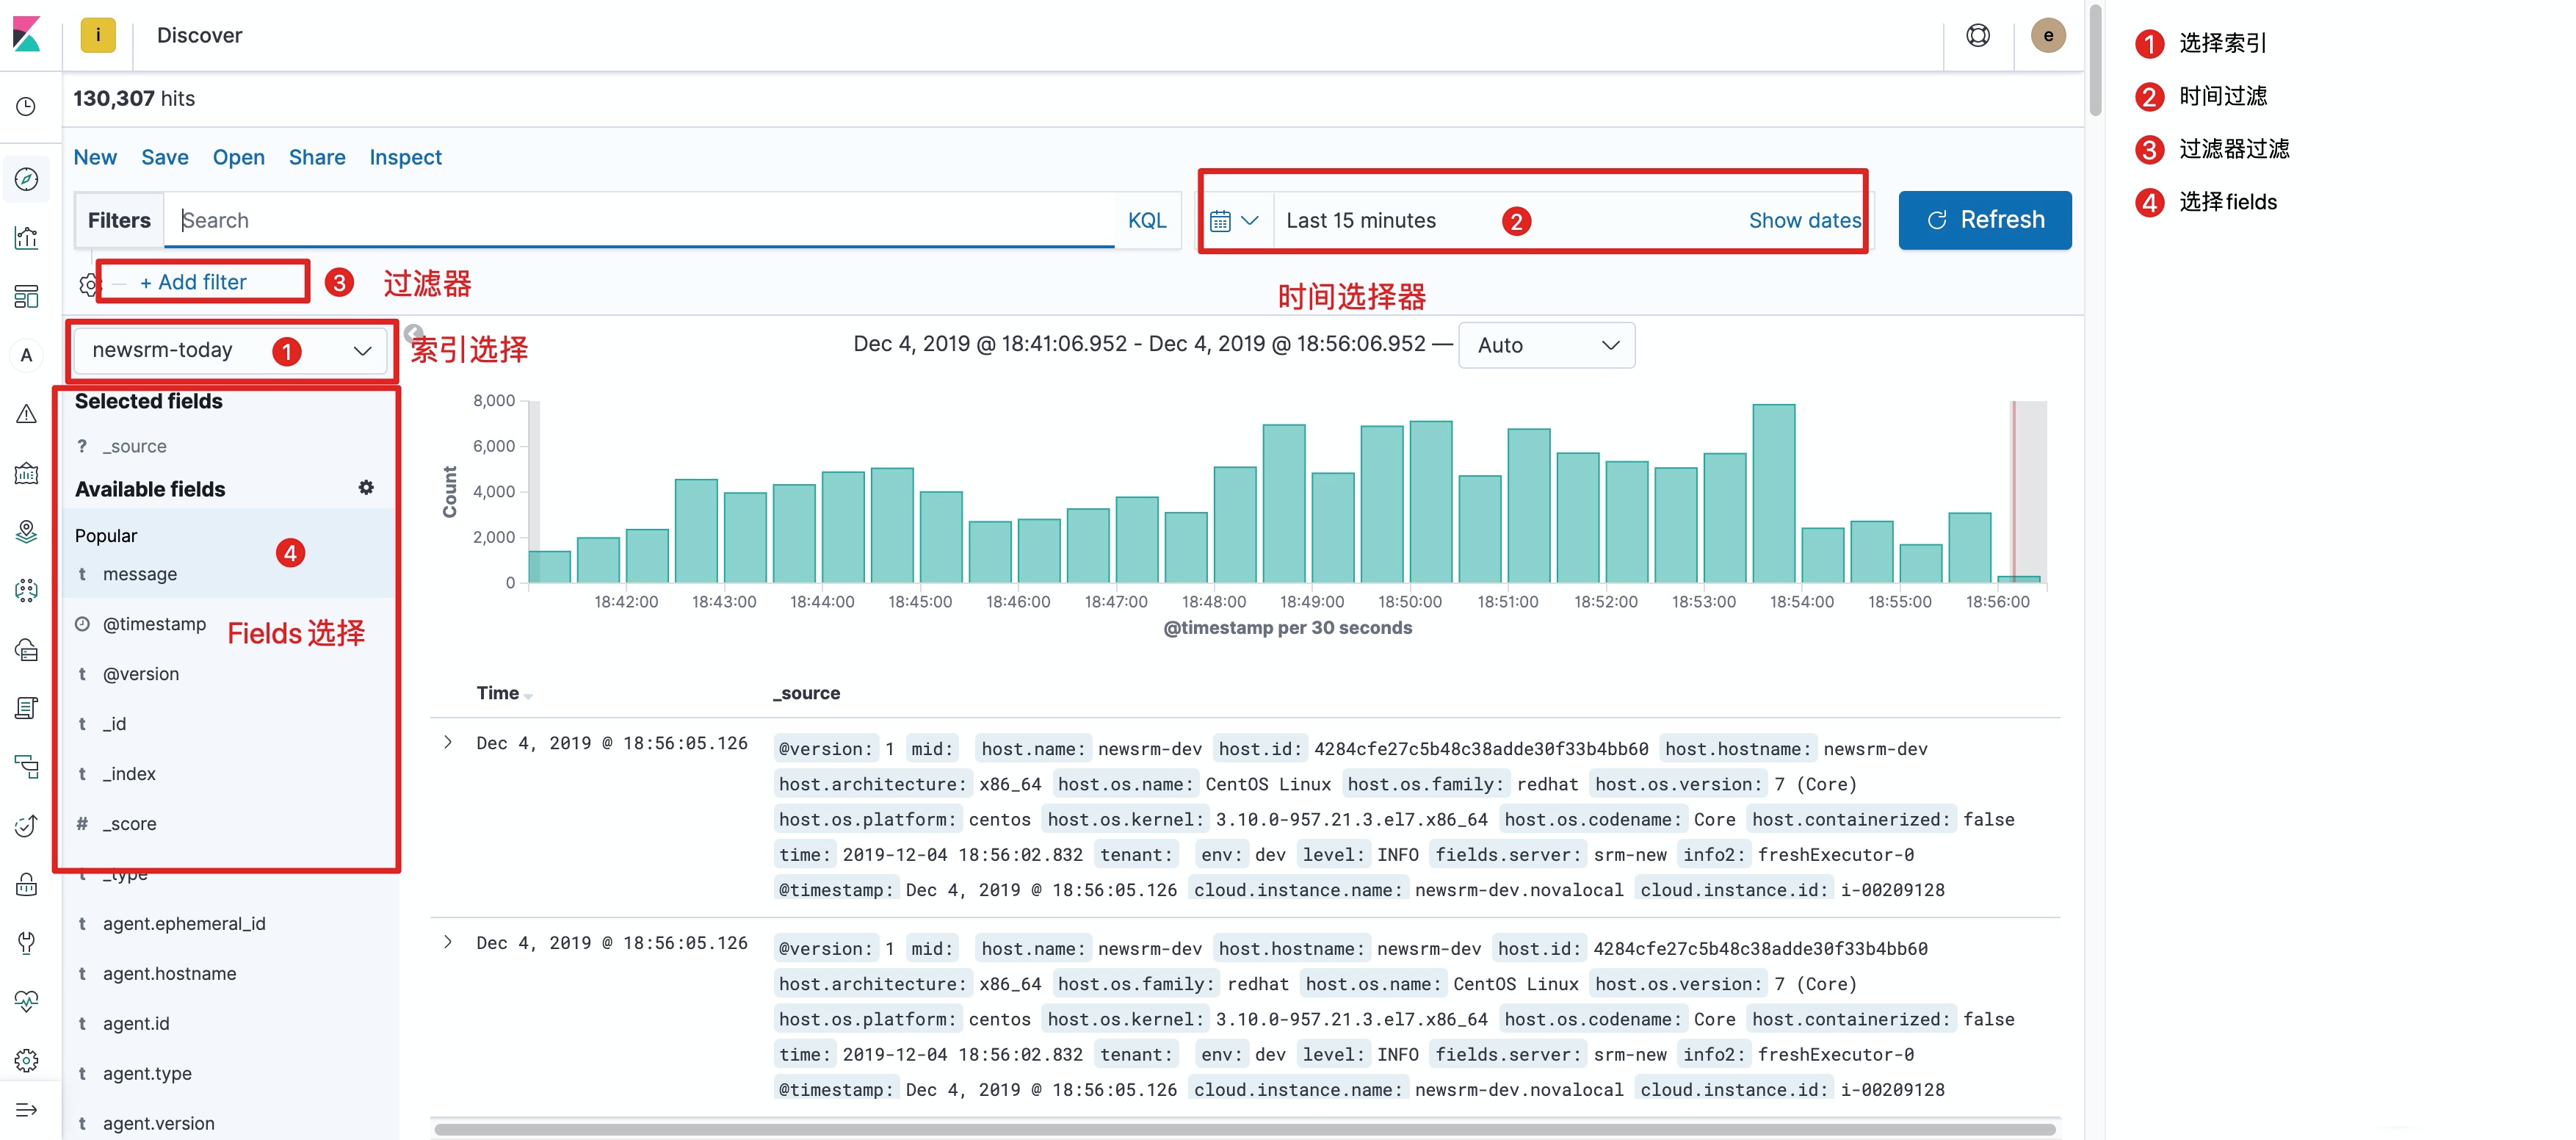 i
Discover
e
130,307 hits
New Save Open Share Inspect
Filters Search KQL
Last 15 minutes 2 Show dates
Refresh
+ Add filter 3 过滤器
时间选择器
newsrm-today 1 索引选择
Selected fields
? _source
Available fields
Popular
4
t message
@timestamp
Fields 选择
t @version
t _id
t _index
# _score
t _type
t agent.ephemeral_id
t agent.hostname
t agent.id
t agent.type
t agent.version
A
Dec 4, 2019 @ 18:41:06.952 - Dec 4, 2019 @ 18:56:06.952 — Auto
Count
8,000
6,000
4,000
2,000
0
18:42:00 18:43:00 18:44:00 18:45:00 18:46:00 18:47:00 18:48:00 18:49:00 18:50:00 18:51:00 18:52:00 18:53:00 18:54:00 18:55:00 18:56:00
@timestamp per 30 seconds
Time _source
Dec 4, 2019 @ 18:56:05.126 @version: 1 mid: host.name: newsrm-dev host.id: 4284cfe27c5b48c38adde30f33b4bb60 host.hostname: newsrm-dev
host.architecture: x86_64 host.os.name: CentOS Linux host.os.family: redhat host.os.version: 7 (Core)
host.os.platform: centos host.os.kernel: 3.10.0-957.21.3.el7.x86_64 host.os.codename: Core host.containerized: false
time: 2019-12-04 18:56:02.832 tenant: env: dev level: INFO fields.server: srm-new info2: freshExecutor-0
@timestamp: Dec 4, 2019 @ 18:56:05.126 cloud.instance.name: newsrm-dev.novalocal cloud.instance.id: i-00209128
Dec 4, 2019 @ 18:56:05.126 @version: 1 mid: host.name: newsrm-dev host.hostname: newsrm-dev host.id: 4284cfe27c5b48c38adde30f33b4bb60
host.architecture: x86_64 host.os.family: redhat host.os.name: CentOS Linux host.os.version: 7 (Core)
host.os.platform: centos host.os.kernel: 3.10.0-957.21.3.el7.x86_64 host.os.codename: Core host.containerized: false
time: 2019-12-04 18:56:02.832 tenant: env: dev level: INFO fields.server: srm-new info2: freshExecutor-0
@timestamp: Dec 4, 2019 @ 18:56:05.126 cloud.instance.name: newsrm-dev.novalocal cloud.instance.id: i-00209128
1 选择索引
2 时间过滤
3 过滤器过滤
4 选择fields